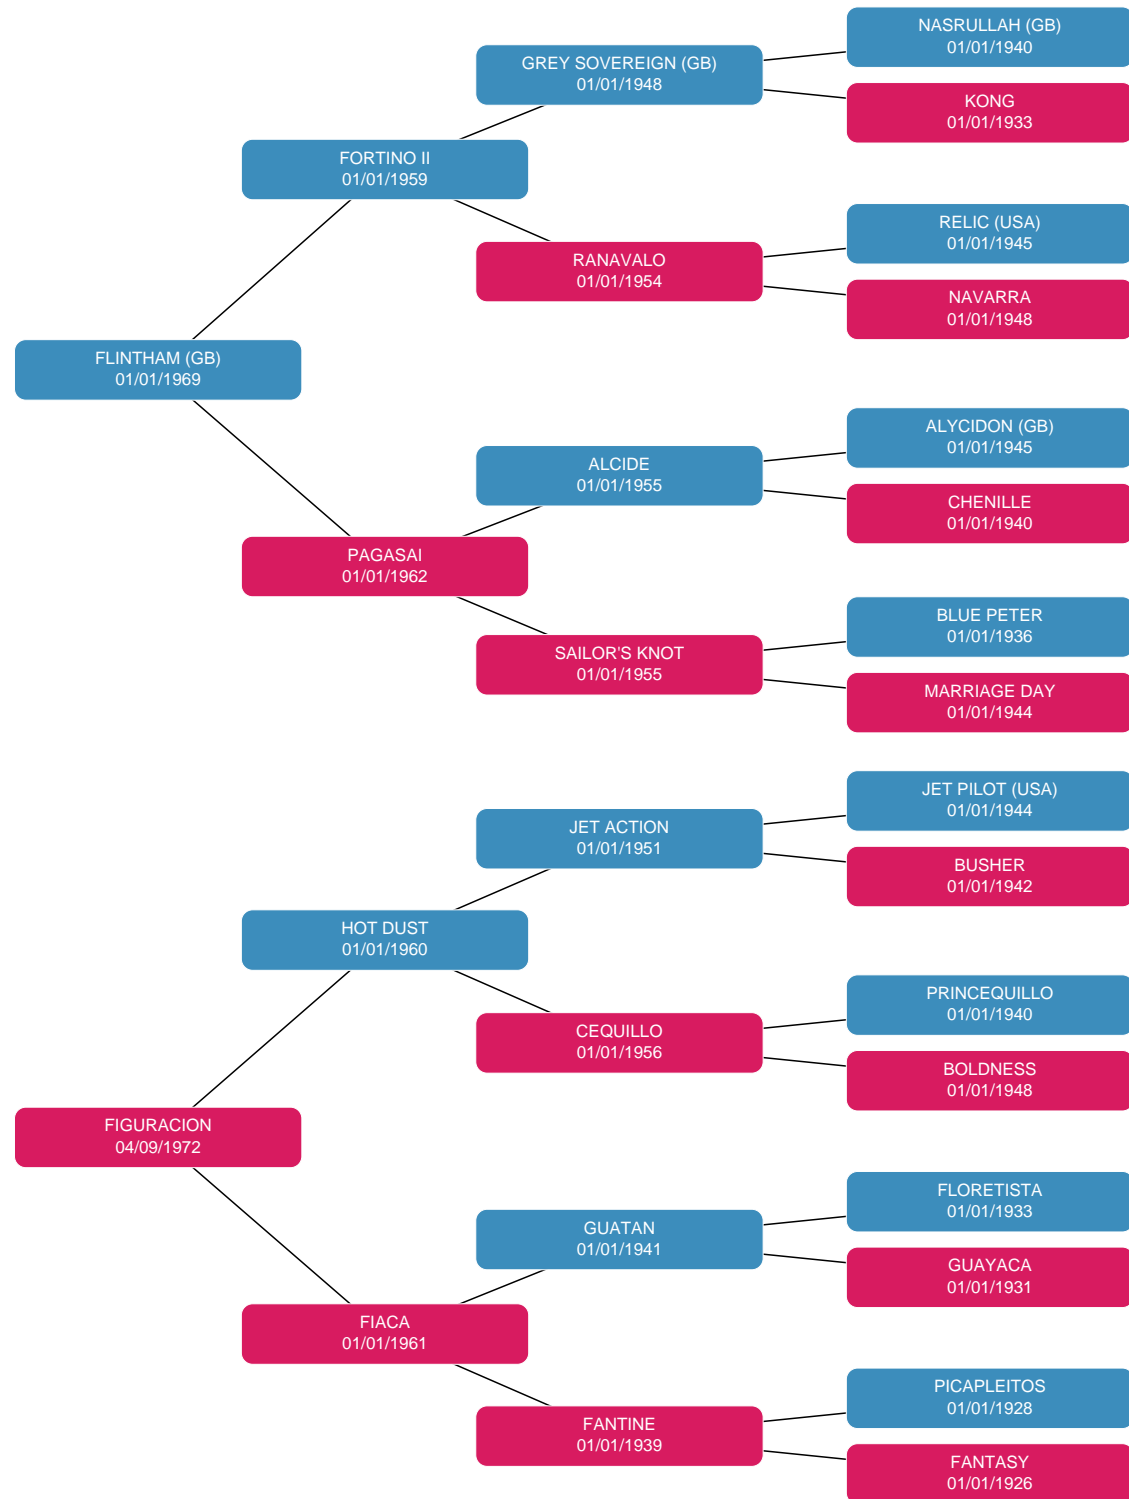 NASRULLAH (GB)
01/01/1940
GREY SOVEREIGN (GB)
01/01/1948
KONG
01/01/1933
FORTINO II
01/01/1959
RELIC (USA)
01/01/1945
RANAVALO
01/01/1954
NAVARRA
01/01/1948
FLINTHAM (GB)
01/01/1969
ALYCIDON (GB)
01/01/1945
ALCIDE
01/01/1955
CHENILLE
01/01/1940
PAGASAI
01/01/1962
BLUE PETER
01/01/1936
SAILOR'S KNOT
01/01/1955
MARRIAGE DAY
01/01/1944
JET PILOT (USA)
01/01/1944
JET ACTION
01/01/1951
BUSHER
01/01/1942
HOT DUST
01/01/1960
PRINCEQUILLO
01/01/1940
CEQUILLO
01/01/1956
BOLDNESS
01/01/1948
FIGURACION
04/09/1972
FLORETISTA
01/01/1933
GUATAN
01/01/1941
GUAYACA
01/01/1931
FIACA
01/01/1961
PICAPLEITOS
01/01/1928
FANTINE
01/01/1939
FANTASY
01/01/1926